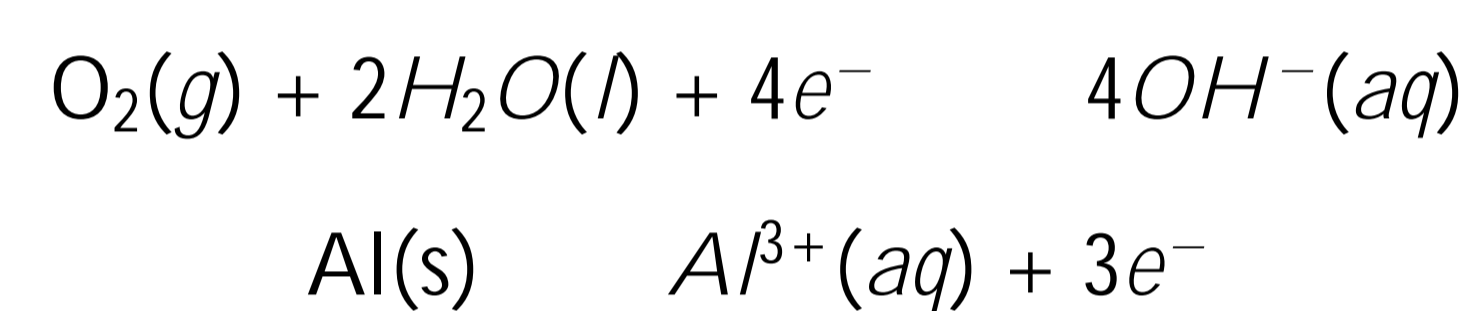 O₂(g) + 2H₂O(l) + 4e⁻ 4OH⁻(aq)
Al(s) Al³⁺(aq) + 3e⁻